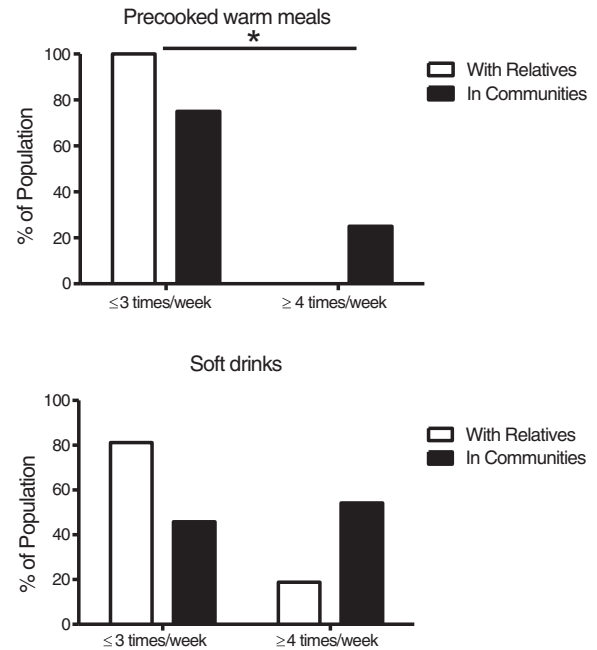 Precooked warm meals
*
100
80
60
40
20
0
% of Population
≤3 times/week
≥ 4 times/week
With Relatives
In Communities
Soft drinks
100
80
60
40
20
0
% of Population
≤3 times/week
≥4 times/week
With Relatives
In Communities